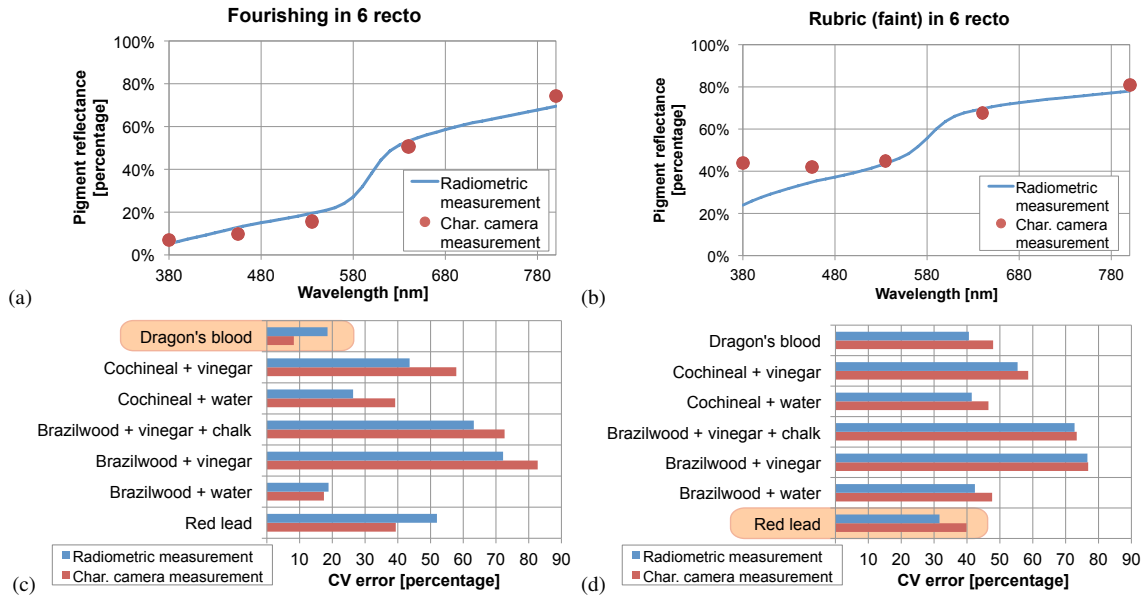 Fourishing in 6 recto
100%
80%
60%
40%
20%
0%
Pigment reflectance
[percentage]
Radiometric
measurement
Char. camera
measurement
380 480 580 680 780
Wavelength [nm]
(a)
Rubric (faint) in 6 recto
100%
80%
60%
40%
20%
0%
Pigment reflectance
[percentage]
Radiometric
measurement
Char. camera
measurement
380 480 580 680 780
Wavelength [nm]
(b)
Dragon's blood
Cochineal + vinegar
Cochineal + water
Brazilwood + vinegar + chalk
Brazilwood + vinegar
Brazilwood + water
Red lead
Radiometric measurement
Char. camera measurement
0 10 20 30 40 50 60 70 80 90
CV error [percentage]
(c)
Dragon's blood
Cochineal + vinegar
Cochineal + water
Brazilwood + vinegar + chalk
Brazilwood + vinegar
Brazilwood + water
Red lead
Radiometric measurement
Char. camera measurement
0 10 20 30 40 50 60 70 80 90
CV error [percentage]
(d)